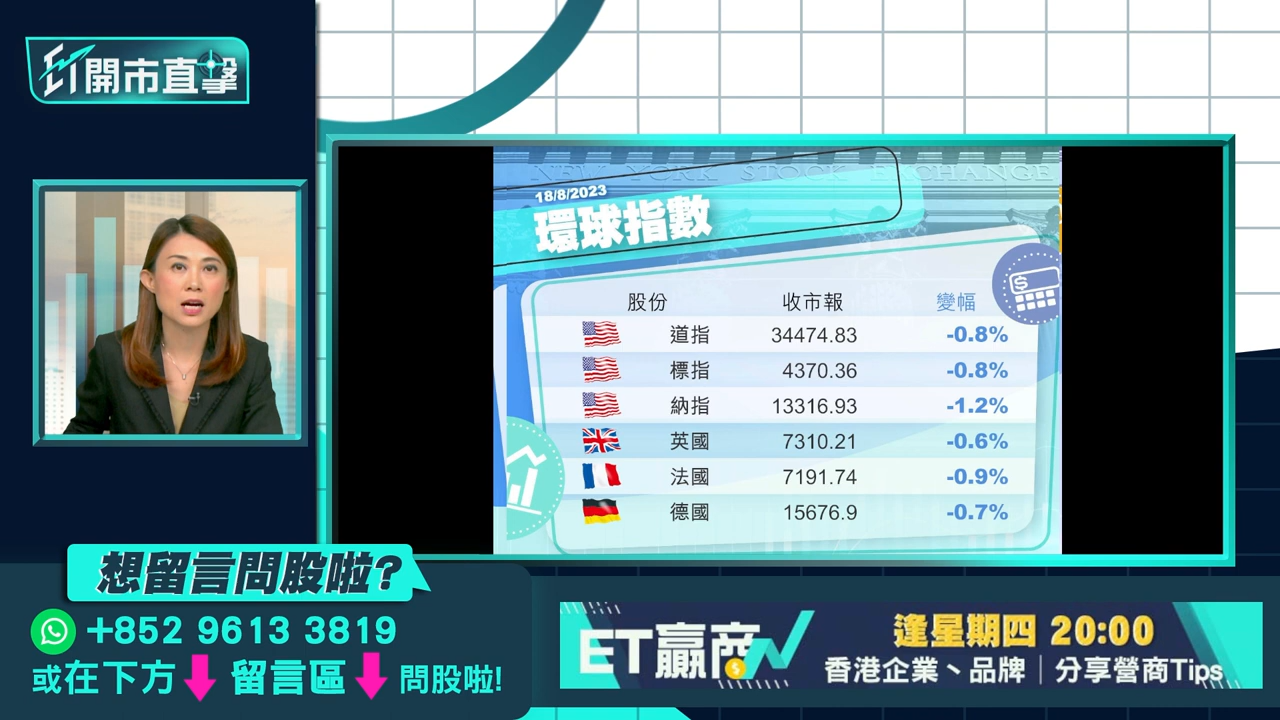 ET開市直擊
NEW YORK STOCK EXCHANGE
18/8/2023
環球指數
股份 收市報 變幅
道指 34474.83 -0.8%
標指 4370.36 -0.8%
納指 13316.93 -1.2%
英國 7310.21 -0.6%
法國 7191.74 -0.9%
德國 15676.9 -0.7%
想留言問股啦?
+852 9613 3819
或在下方 留言區 問股啦!
ET贏商
逢星期四 20:00
香港企業、品牌｜分享營商Tips